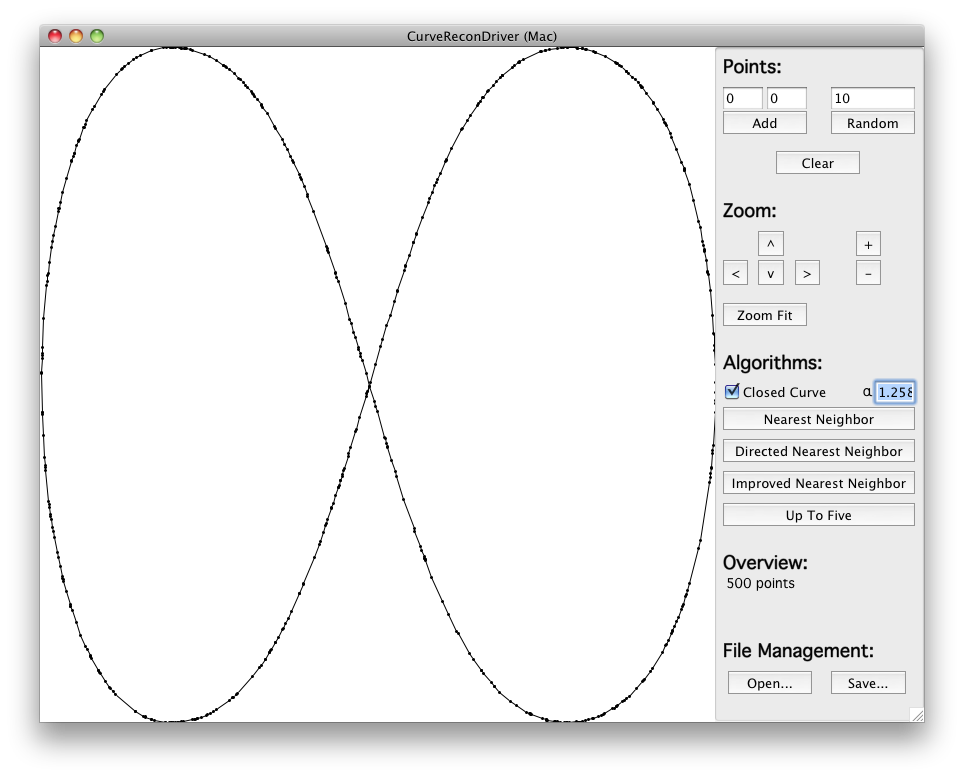 CurveReconDriver (Mac)
Points:
0 0 10
Add Random
Clear
Zoom:
^ +
< v > -
Zoom Fit
Algorithms:
Closed Curve α 1.258
Nearest Neighbor
Directed Nearest Neighbor
Improved Nearest Neighbor
Up To Five
Overview:
500 points
File Management:
Open... Save...